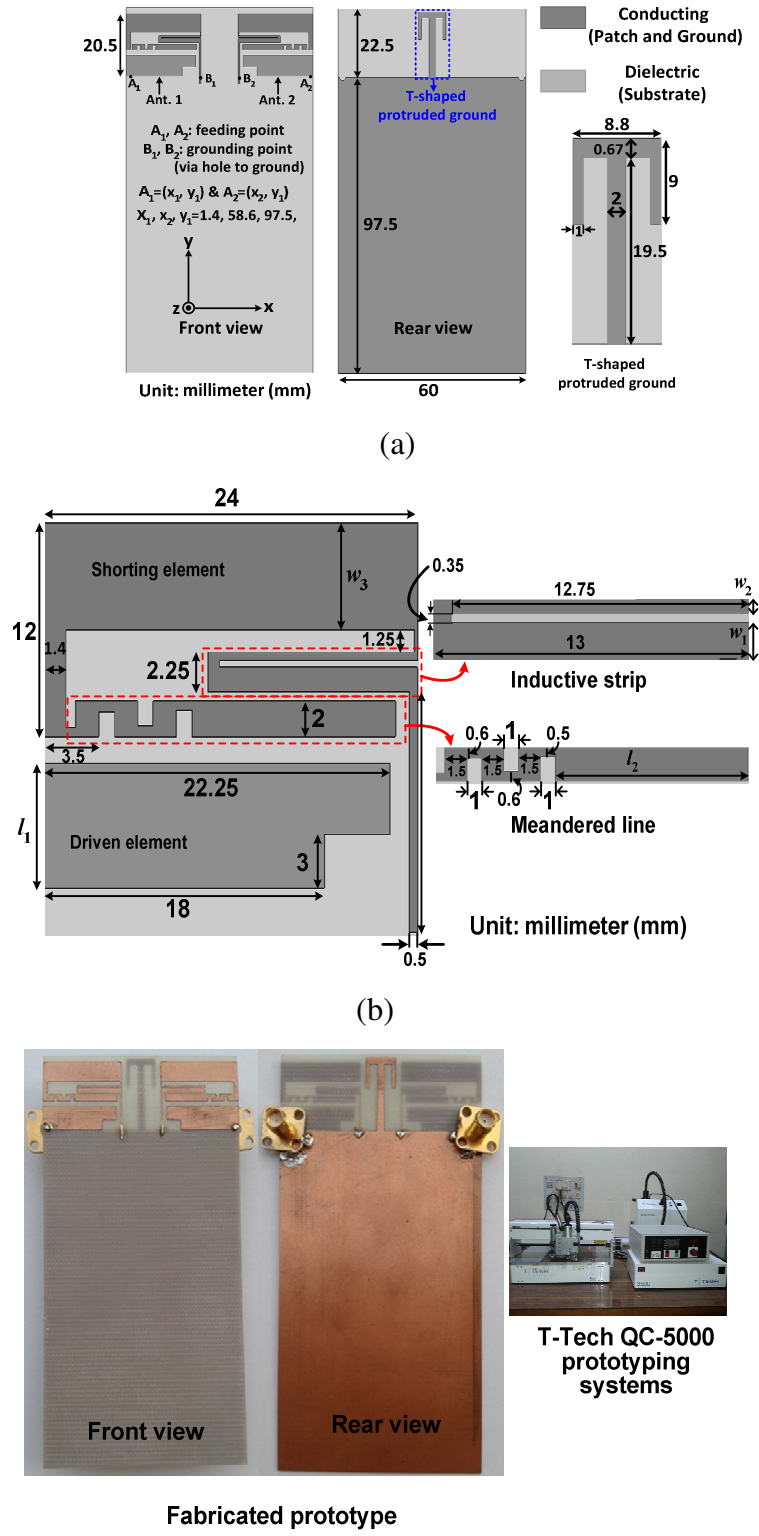 20.5
A1
Ant. 1
B1
B2
Ant. 2
A2
A1, A2: feeding point
B1, B2: grounding point
(via hole to ground)
A1=(x1, y1) & A2=(x2, y1)
X1, x2, y1=1.4, 58.6, 97.5,
y
z
x
Front view
Unit: millimeter (mm)
22.5
T-shaped
protruded ground
97.5
Rear view
60
Conducting
(Patch and Ground)
Dielectric
(Substrate)
8.8
0.67
9
2
1
19.5
T-shaped
protruded ground
(a)
24
Shorting element
w3
12
1.25
1.4
2.25
2
3.5
22.25
l1
Driven element
3
18
0.5
0.35
12.75
w2
13
w1
Inductive strip
0.6
1
0.5
1.5
1.5
1.5
l2
1
0.6
1
Meandered line
Unit: millimeter (mm)
(b)
Front view
Rear view
T-Tech QC-5000
prototyping
systems
Fabricated prototype